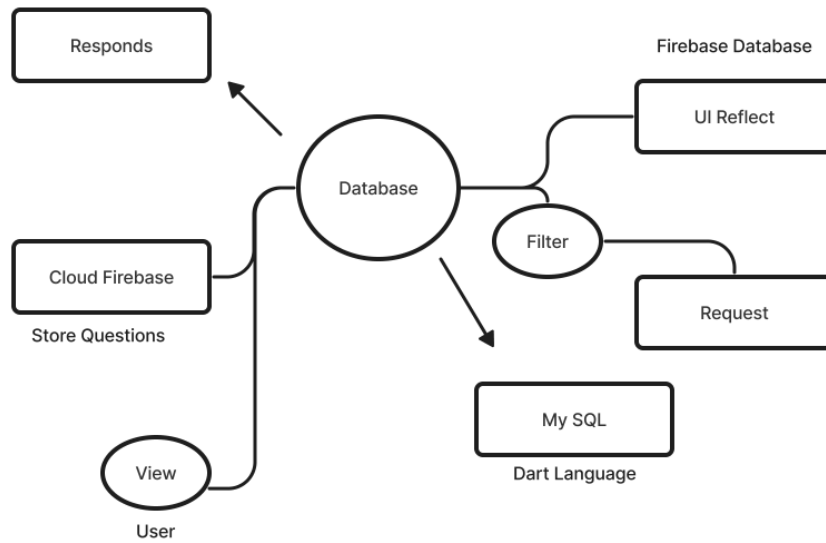 Responds
Firebase Database
UI Reflect
Database
Filter
Cloud Firebase
Store Questions
Request
My SQL
Dart Language
View
User